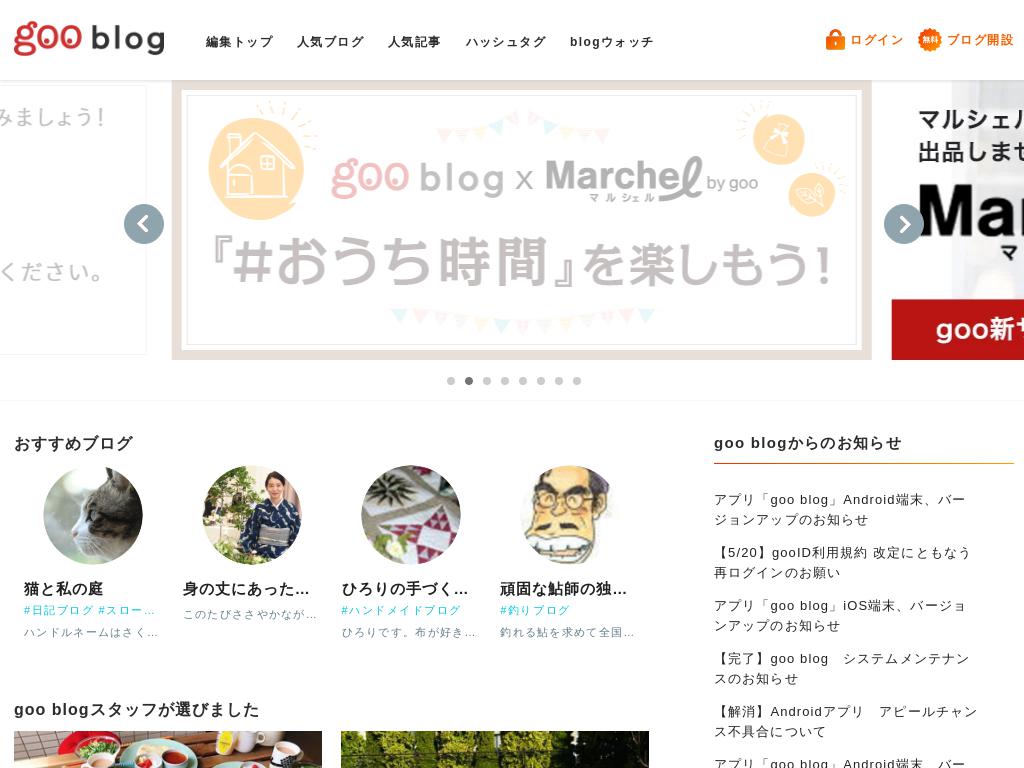 goo blog
編集トップ 人気ブログ 人気記事 ハッシュタグ blogウォッチ
ログイン 無料 ブログ開設
みましょう!
ください。
goo blog x Marchel by goo
マルシェル
『#おうち時間』を楽しもう!
マルシェル
出品しませ
Mar
マ
goo新サ
おすすめブログ
猫と私の庭
#日記ブログ #スロー...
ハンドルネームはさく...
身の丈にあった...
このたびささやかなが...
ひろりの手づく...
#ハンドメイドブログ
ひろりです。布が好き...
頑固な鮎師の独...
#釣りブログ
釣れる鮎を求めて全国...
goo blogスタッフが選びました
goo blogからのお知らせ
アプリ「goo blog」Android端末、バー
ジョンアップのお知らせ
【5/20】gooID利用規約 改定にともなう
再ログインのお願い
アプリ「goo blog」iOS端末、バージョ
ンアップのお知らせ
【完了】goo blog　システムメンテナン
スのお知らせ
【解消】Androidアプリ　アピールチャン
ス不具合について
アプリ「goo blog」Android端末、バー